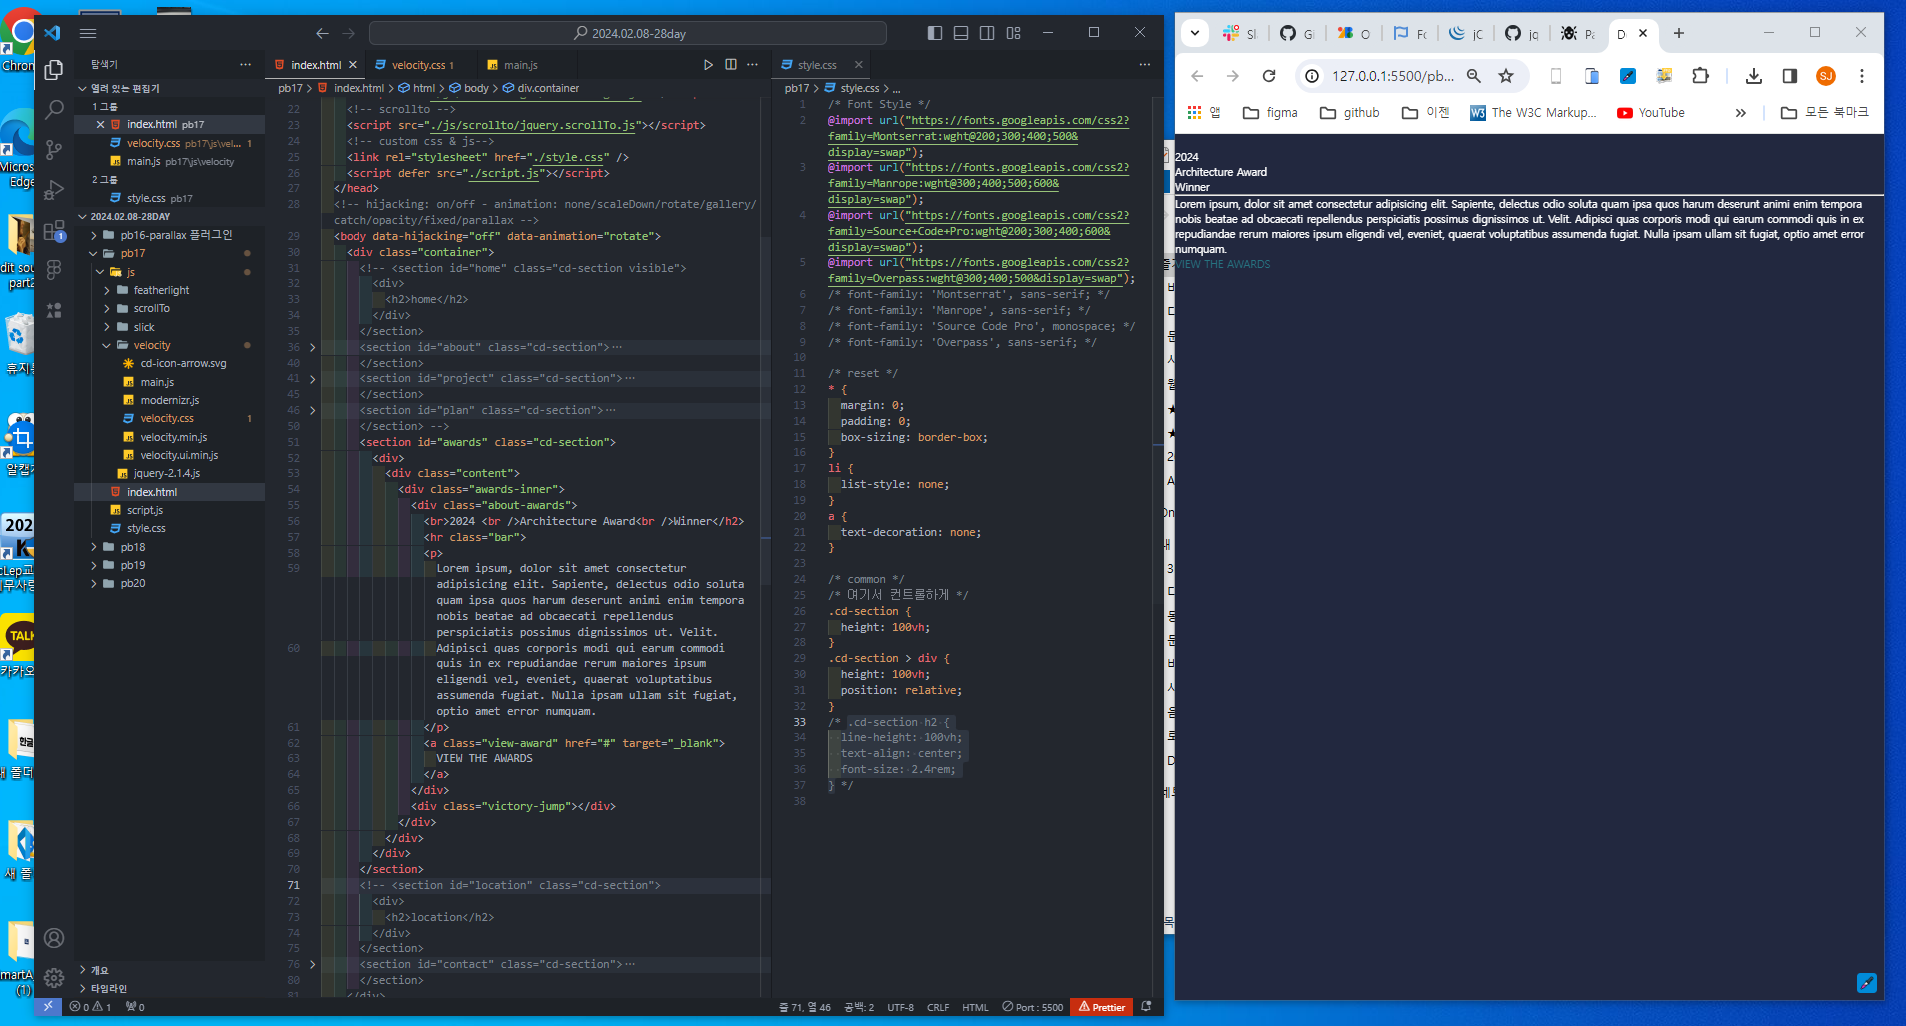 2024.02.08-28day
탐색기
열려 있는 편집기
1 그룹
index.html pb17
velocity.css pb17\js\vel... 1
main.js pb17\js\velocity
2 그룹
style.css pb17
2024.02.08-28DAY
pb16-parallax 플러그인
pb17
js
featherlight
scrollTo
slick
velocity
cd-icon-arrow.svg
main.js
modernizr.js
velocity.css 1
velocity.min.js
velocity.ui.min.js
jquery-2.1.4.js
index.html
script.js
style.css
pb18
pb19
pb20
개요
타임라인
index.html
velocity.css 1
main.js
pb17 > index.html > html > body > div.container
22
23
24
25
26
27
28
29
30
31
32
33
34
35
36
40
41
45
46
50
51
52
53
54
55
56
57
58
59
60
61
62
63
64
65
66
67
68
69
70
71
72
73
74
75
76
80
81
<!-- scrollto -->
<script src="./js/scrollto/jquery.scrollTo.js"></script>
<!-- custom css & js-->
<link rel="stylesheet" href="./style.css" />
<script defer src="./script.js"></script>
</head>
<!-- hijacking: on/off - animation: none/scaleDown/rotate/gallery/
catch/opacity/fixed/parallax -->
<body data-hijacking="off" data-animation="rotate">
<div class="container">
<!-- <section id="home" class="cd-section visible">
<div>
<h2>home</h2>
</div>
</section>
<section id="about" class="cd-section">…
</section>
<section id="project" class="cd-section">…
</section>
<section id="plan" class="cd-section">…
</section> -->
<section id="awards" class="cd-section">
<div>
<div class="content">
<div class="awards-inner">
<div class="about-awards">
<br>2024 <br />Architecture Award<br />Winner</h2>
<hr class="bar">
<p>
Lorem ipsum, dolor sit amet consectetur
adipisicing elit. Sapiente, delectus odio soluta
quam ipsa quos harum deserunt animi enim tempora
nobis beatae ad obcaecati repellendus
perspiciatis possimus dignissimos ut. Velit.
Adipisci quas corporis modi qui earum commodi
quis in ex repudiandae rerum maiores ipsum
eligendi vel, eveniet, quaerat voluptatibus
assumenda fugiat. Nulla ipsam ullam sit fugiat,
optio amet error numquam.
</p>
<a class="view-award" href="#" target="_blank">
VIEW THE AWARDS
</a>
</div>
<div class="victory-jump"></div>
</div>
</div>
</div>
</section>
<!-- <section id="location" class="cd-section">
<div>
<h2>location</h2>
</div>
</section>
<section id="contact" class="cd-section">…
</section>
</div>
style.css
pb17 > style.css > ...
1 /* Font Style */
2 @import url("https://fonts.googleapis.com/css2?
family=Montserrat:wght@200;300;400;500&
display=swap");
3 @import url("https://fonts.googleapis.com/css2?
family=Manrope:wght@300;400;500;600&
display=swap");
4 @import url("https://fonts.googleapis.com/css2?
family=Source+Code+Pro:wght@200;300;400;600&
display=swap");
5 @import url("https://fonts.googleapis.com/css2?
family=Overpass:wght@300;400;500&display=swap");
6 /* font-family: 'Montserrat', sans-serif; */
7 /* font-family: 'Manrope', sans-serif; */
8 /* font-family: 'Source Code Pro', monospace; */
9 /* font-family: 'Overpass', sans-serif; */
10
11 /* reset */
12 * {
13 margin: 0;
14 padding: 0;
15 box-sizing: border-box;
16 }
17 li {
18 list-style: none;
19 }
20 a {
21 text-decoration: none;
22 }
23
24 /* common */
25 /* 여기서 컨트롤하게 */
26 .cd-section {
27 height: 100vh;
28 }
29 .cd-section > div {
30 height: 100vh;
31 position: relative;
32 }
33 /* .cd-section h2 {
34 line-height: 100vh;
35 text-align: center;
36 font-size: 2.4rem;
37 } */
38
0 1 0
줄 71, 열 46 공백: 2 UTF-8 CRLF HTML Port : 5500 Prettier
127.0.0.1:5500/pb...
SJ
앱 figma github 이젠 The W3C Markup... YouTube 모든 북마크
2024
Architecture Award
Winner
Lorem ipsum, dolor sit amet consectetur adipisicing elit. Sapiente, delectus odio soluta quam ipsa quos harum deserunt animi enim tempora
nobis beatae ad obcaecati repellendus perspiciatis possimus dignissimos ut. Velit. Adipisci quas corporis modi qui earum commodi quis in ex
repudiandae rerum maiores ipsum eligendi vel, eveniet, quaerat voluptatibus assumenda fugiat. Nulla ipsam ullam sit fugiat, optio amet error
numquam.
VIEW THE AWARDS